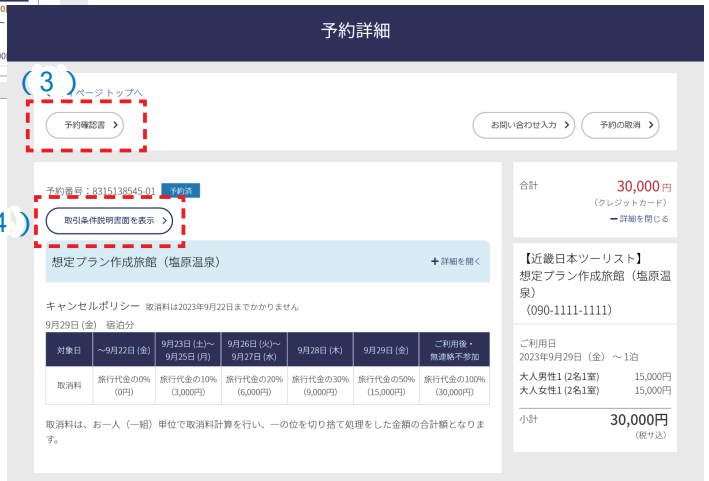 予約詳細
(3)
ページトップへ
予約確認書
お問い合わせ入力
予約の取消
予約番号：8315138545-01 予約済
4)
取引条件説明書面を表示
想定プラン作成旅館（塩原温泉）
＋詳細を開く
キャンセルポリシー 取消料は2023年9月22日までかかりません
9月29日(金) 宿泊分
対象日 ～9月22日(金) 9月23日(土)～9月25日(月) 9月26日(火)～9月27日(水) 9月28日(木) 9月29日(金) ご利用後・無連絡不参加
取消料 旅行代金の0%(0円) 旅行代金の10%(3,000円) 旅行代金の20%(6,000円) 旅行代金の30%(9,000円) 旅行代金の50%(15,000円) 旅行代金の100%(30,000円)
取消料は、お一人（一組）単位で取消料計算を行い、一の位を切り捨て処理をした金額の合計額となりま
す。
合計 30,000円
（クレジットカード）
ー詳細を閉じる
【近畿日本ツーリスト】
想定プラン作成旅館（塩原温
泉）
（090-1111-1111）
ご利用日
2023年9月29日（金）～1泊
大人男性1(2名1室) 15,000円
大人女性1(2名1室) 15,000円
小計 30,000円
（税サ込）